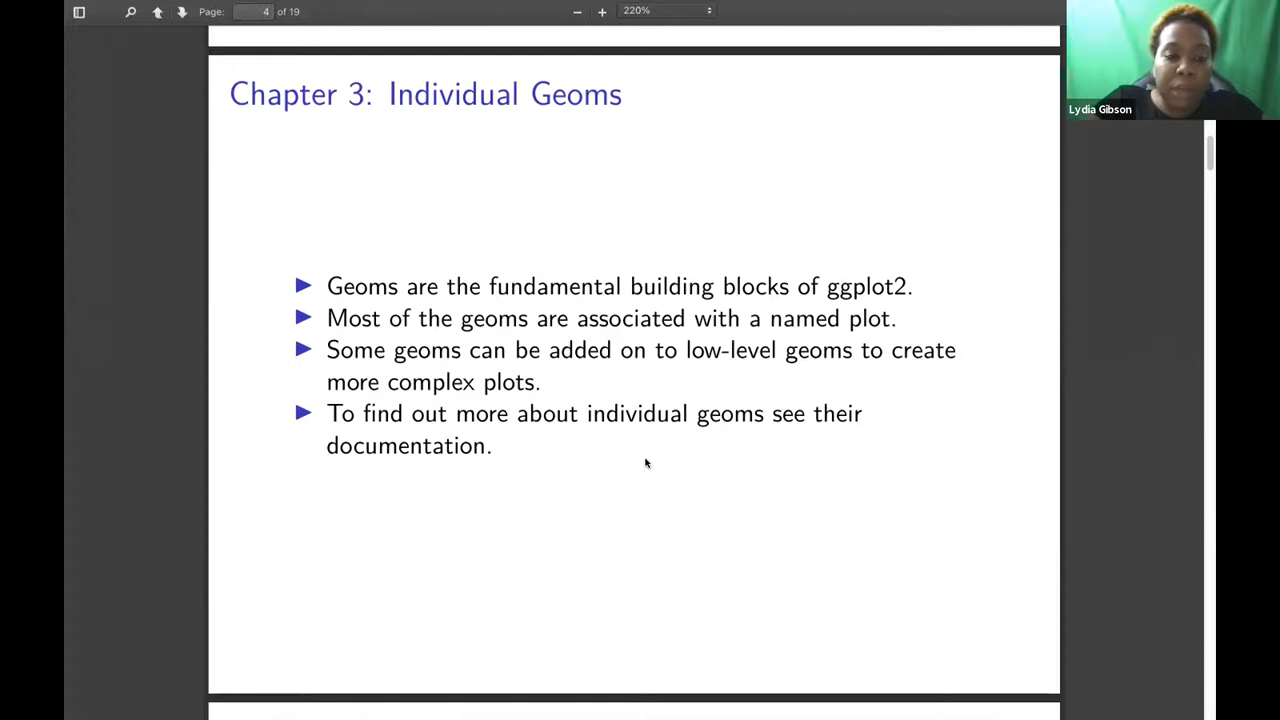 Page: 4 of 19
220%
Lydia Gibson
Chapter 3: Individual Geoms
Geoms are the fundamental building blocks of ggplot2.
Most of the geoms are associated with a named plot.
Some geoms can be added on to low-level geoms to create
more complex plots.
To find out more about individual geoms see their
documentation.